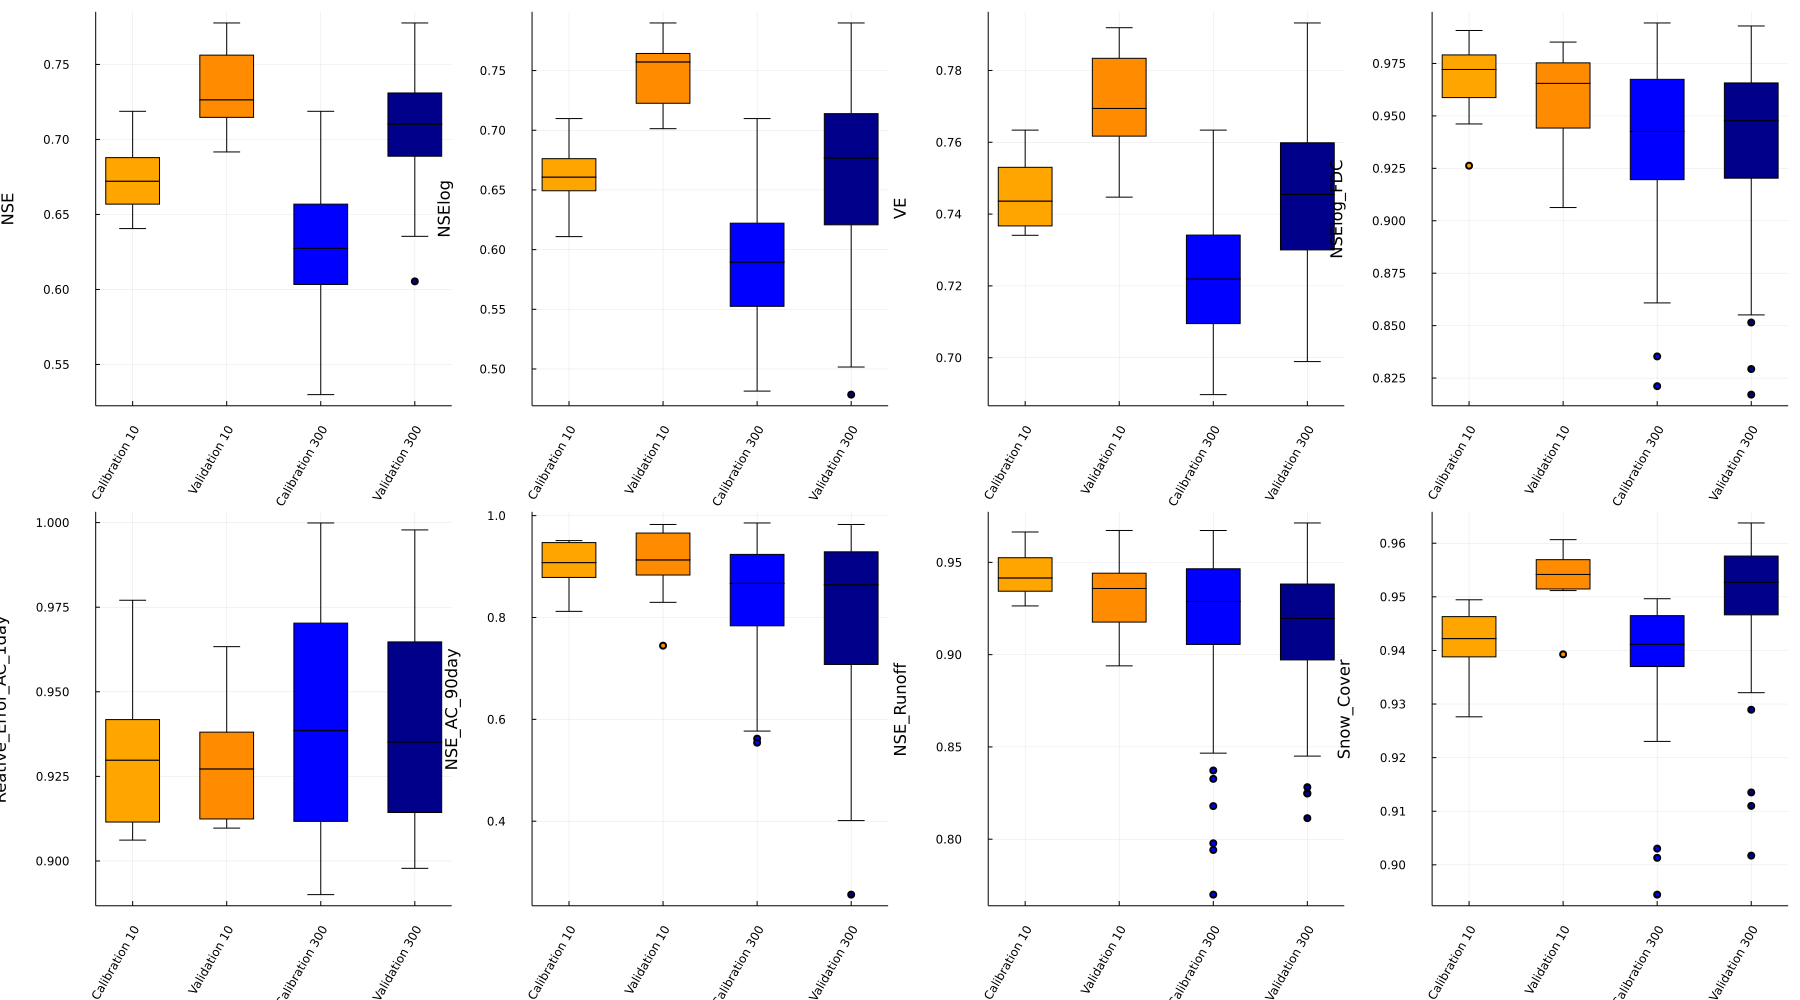 NSE
0.75
0.70
0.65
0.60
0.55
Calibration 10
Validation 10
Calibration 300
Validation 300
NSElog
0.75
0.70
0.65
0.60
0.55
0.50
Calibration 10
Validation 10
Calibration 300
Validation 300
VE
0.78
0.76
0.74
0.72
0.70
Calibration 10
Validation 10
Calibration 300
Validation 300
NSElog_FDC
0.975
0.950
0.925
0.900
0.875
0.850
0.825
Calibration 10
Validation 10
Calibration 300
Validation 300
1.000
0.975
0.950
0.925
0.900
Calibration 10
Validation 10
Calibration 300
Validation 300
NSE_AC_90day
1.0
0.8
0.6
0.4
Calibration 10
Validation 10
Calibration 300
Validation 300
NSE_Runoff
0.95
0.90
0.85
0.80
Calibration 10
Validation 10
Calibration 300
Validation 300
Snow_Cover
0.96
0.95
0.94
0.93
0.92
0.91
0.90
Calibration 10
Validation 10
Calibration 300
Validation 300